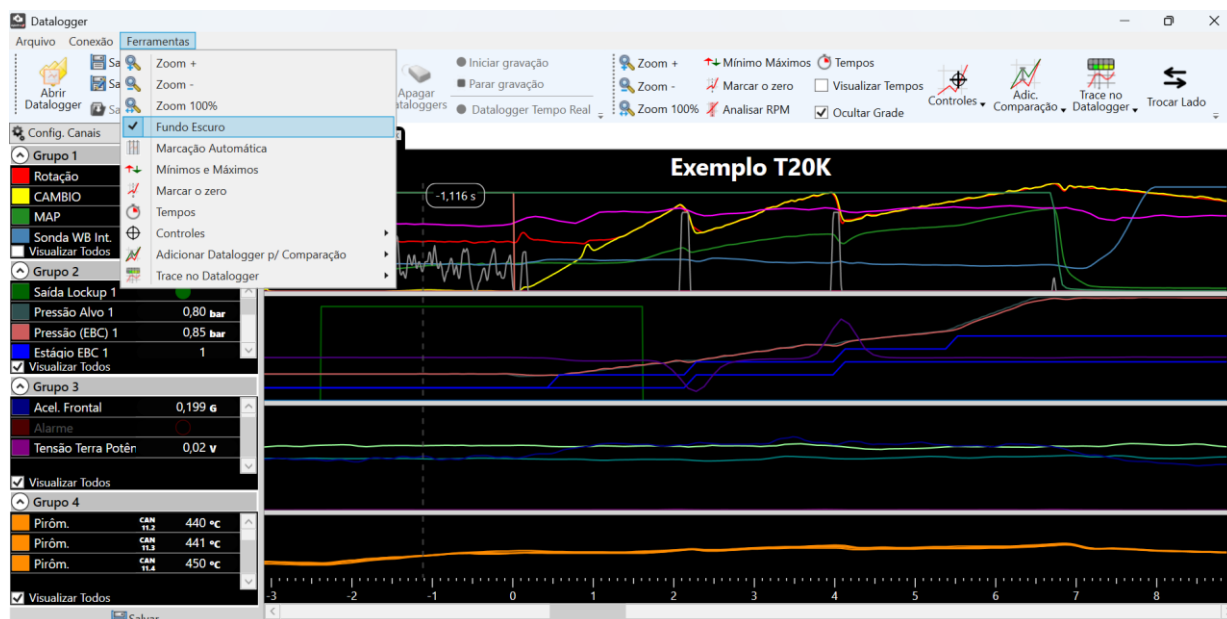 Datalogger
Arquivo Conexão Ferramentas
Abrir
Datalogger
Sa
Sa
Sa
Zoom +
Zoom -
Zoom 100%
Fundo Escuro
Marcação Automática
Mínimos e Máximos
Marcar o zero
Tempos
Controles
Adicionar Datalogger p/ Comparação
Trace no Datalogger
Apagar
ataloggers
Iniciar gravação
Parar gravação
Datalogger Tempo Real
Zoom +
Zoom -
Zoom 100%
Mínimo Máximos
Marcar o zero
Analisar RPM
Tempos
Visualizar Tempos
Ocultar Grade
Controles
Adic.
Comparação
Trace no
Datalogger
Trocar Lado
Config. Canais
Grupo 1
Rotação
CAMBIO
MAP
Sonda WB Int.
Visualizar Todos
Grupo 2
Saída Lockup 1
Pressão Alvo 1 0,80 bar
Pressão (EBC) 1 0,85 bar
Estágio EBC 1 1
Visualizar Todos
Grupo 3
Acel. Frontal 0,199 G
Alarme
Tensão Terra Potên 0,02 V
Visualizar Todos
Grupo 4
Pirôm. CAN 11.2 440 ºC
Pirôm. CAN 11.3 441 ºC
Pirôm. CAN 11.4 450 ºC
Visualizar Todos
Salvar
Exemplo T20K
-1,116 s
-3 -2 -1 0 1 2 3 4 5 6 7 8